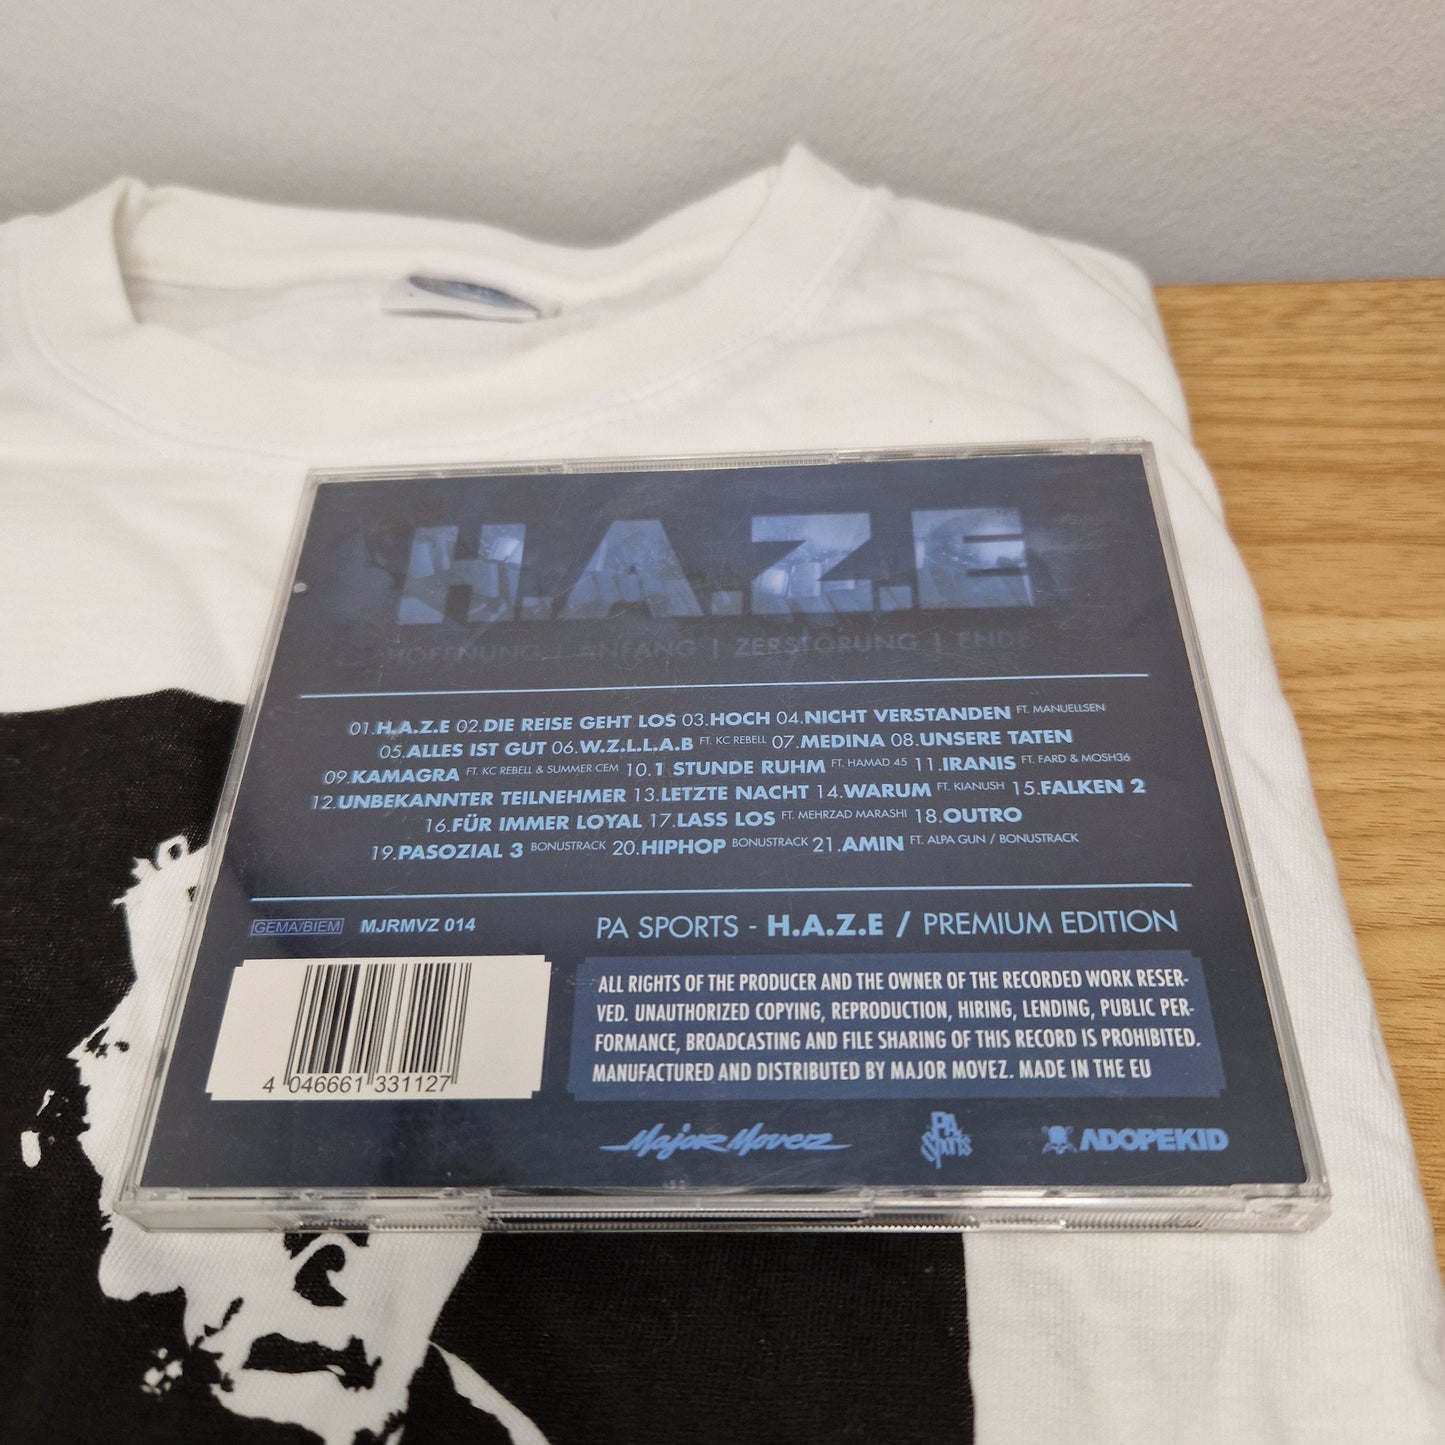 H.A.Z.E
HOFFNUNG | ANFANG | ZERSTÖRUNG | ENDE
01.H.A.Z.E 02.DIE REISE GEHT LOS 03.HOCH 04.NICHT VERSTANDEN FT. MANUELLSEN
05.ALLES IST GUT 06.W.Z.L.L.A.B FT. KC REBELL 07.MEDINA 08.UNSERE TATEN
09.KAMAGRA FT. KC REBELL & SUMMER CEM 10.1 STUNDE RUHM FT. HAMAD 45 11.IRANIS FT. FARD & MOSH36
12.UNBEKANNTER TEILNEHMER 13.LETZTE NACHT 14.WARUM FT. KIANUSH 15.FALKEN 2
16.FÜR IMMER LOYAL 17.LASS LOS FT. MEHRZAD MARASHI 18.OUTRO
19.PASOZIAL 3 BONUSTRACK 20.HIPHOP BONUSTRACK 21.AMIN FT. ALPA GUN / BONUSTRACK
GEMA/BIEM MJRMVZ 014
PA SPORTS - H.A.Z.E / PREMIUM EDITION
4 046661 331127
ALL RIGHTS OF THE PRODUCER AND THE OWNER OF THE RECORDED WORK RESER-
VED. UNAUTHORIZED COPYING, REPRODUCTION, HIRING, LENDING, PUBLIC PER-
FORMANCE, BROADCASTING AND FILE SHARING OF THIS RECORD IS PROHIBITED.
MANUFACTURED AND DISTRIBUTED BY MAJOR MOVEZ. MADE IN THE EU
Major Movez
PA
Sports
ADOPEKID